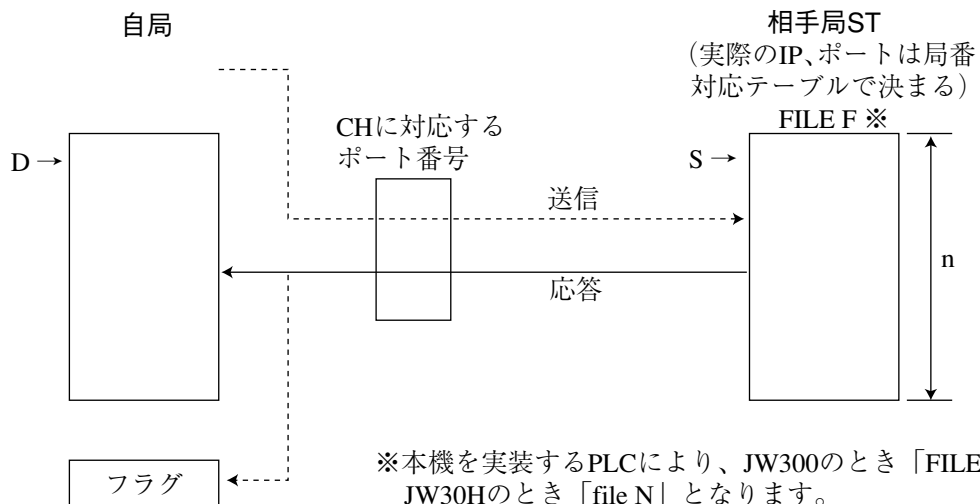 自局
相手局ST
（実際のIP、ポートは局番
対応テーブルで決まる）
FILE F ※
CHに対応する
ポート番号
D →
S →
送信
n
応答
フラグ
※本機を実装するPLCにより、JW300のとき「FILE
JW30Hのとき「file N」となります。